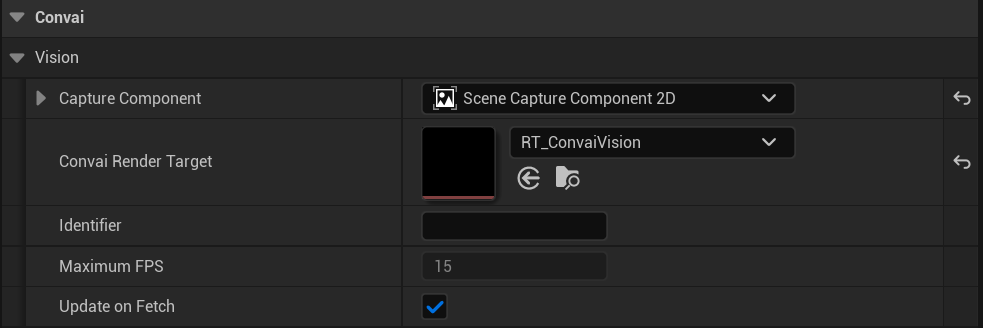 Convai
Vision
Capture Component
Scene Capture Component 2D
Convai Render Target
RT_ConvaiVision
Identifier
Maximum FPS
15
Update on Fetch